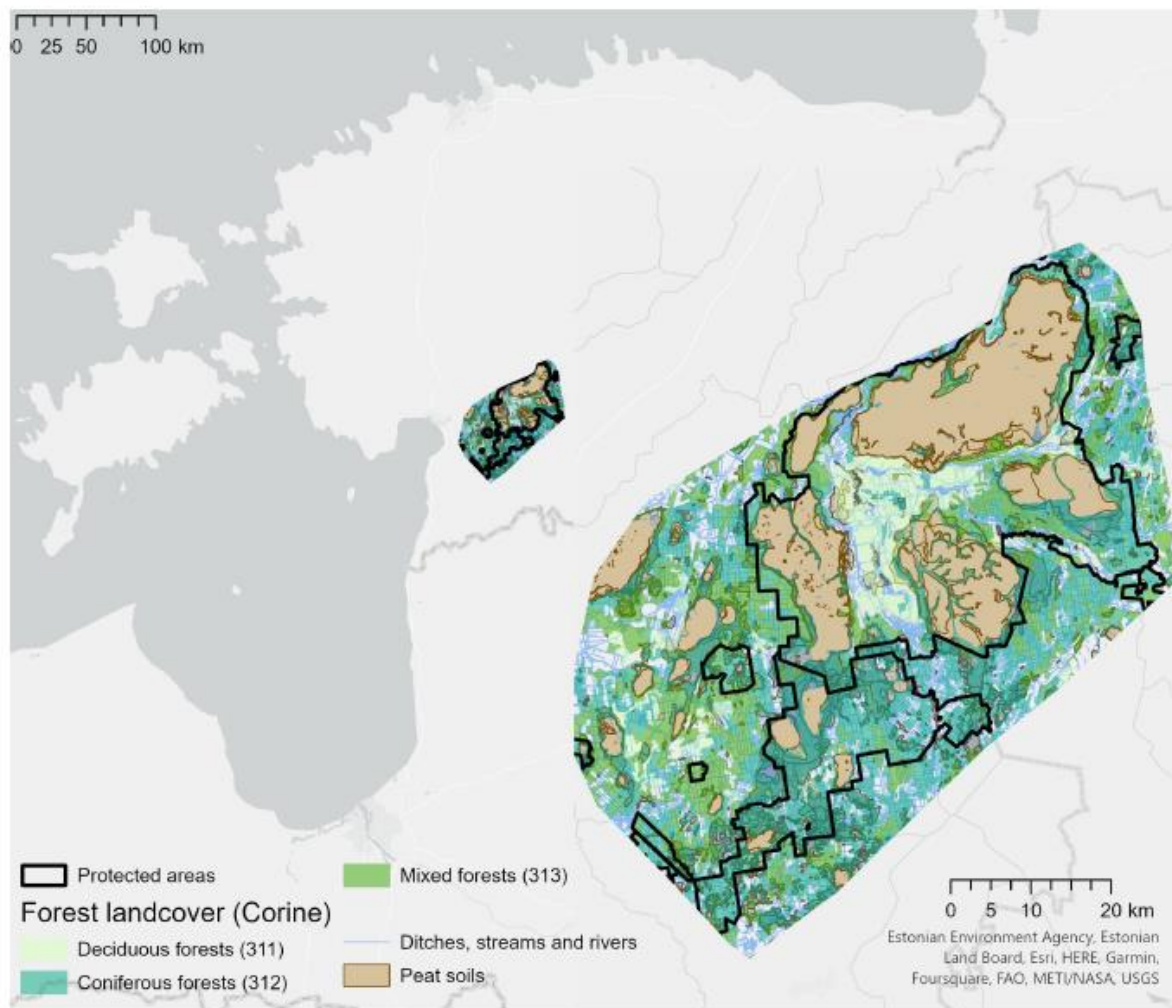 0 25 50 100 km
Protected areas
Forest landcover (Corine)
Deciduous forests (311)
Coniferous forests (312)
Mixed forests (313)
Ditches, streams and rivers
Peat soils
0 5 10 20 km
Estonian Environment Agency, Estonian
Land Board, Esri, HERE, Garmin,
Foursquare, FAO, METI/NASA, USGS